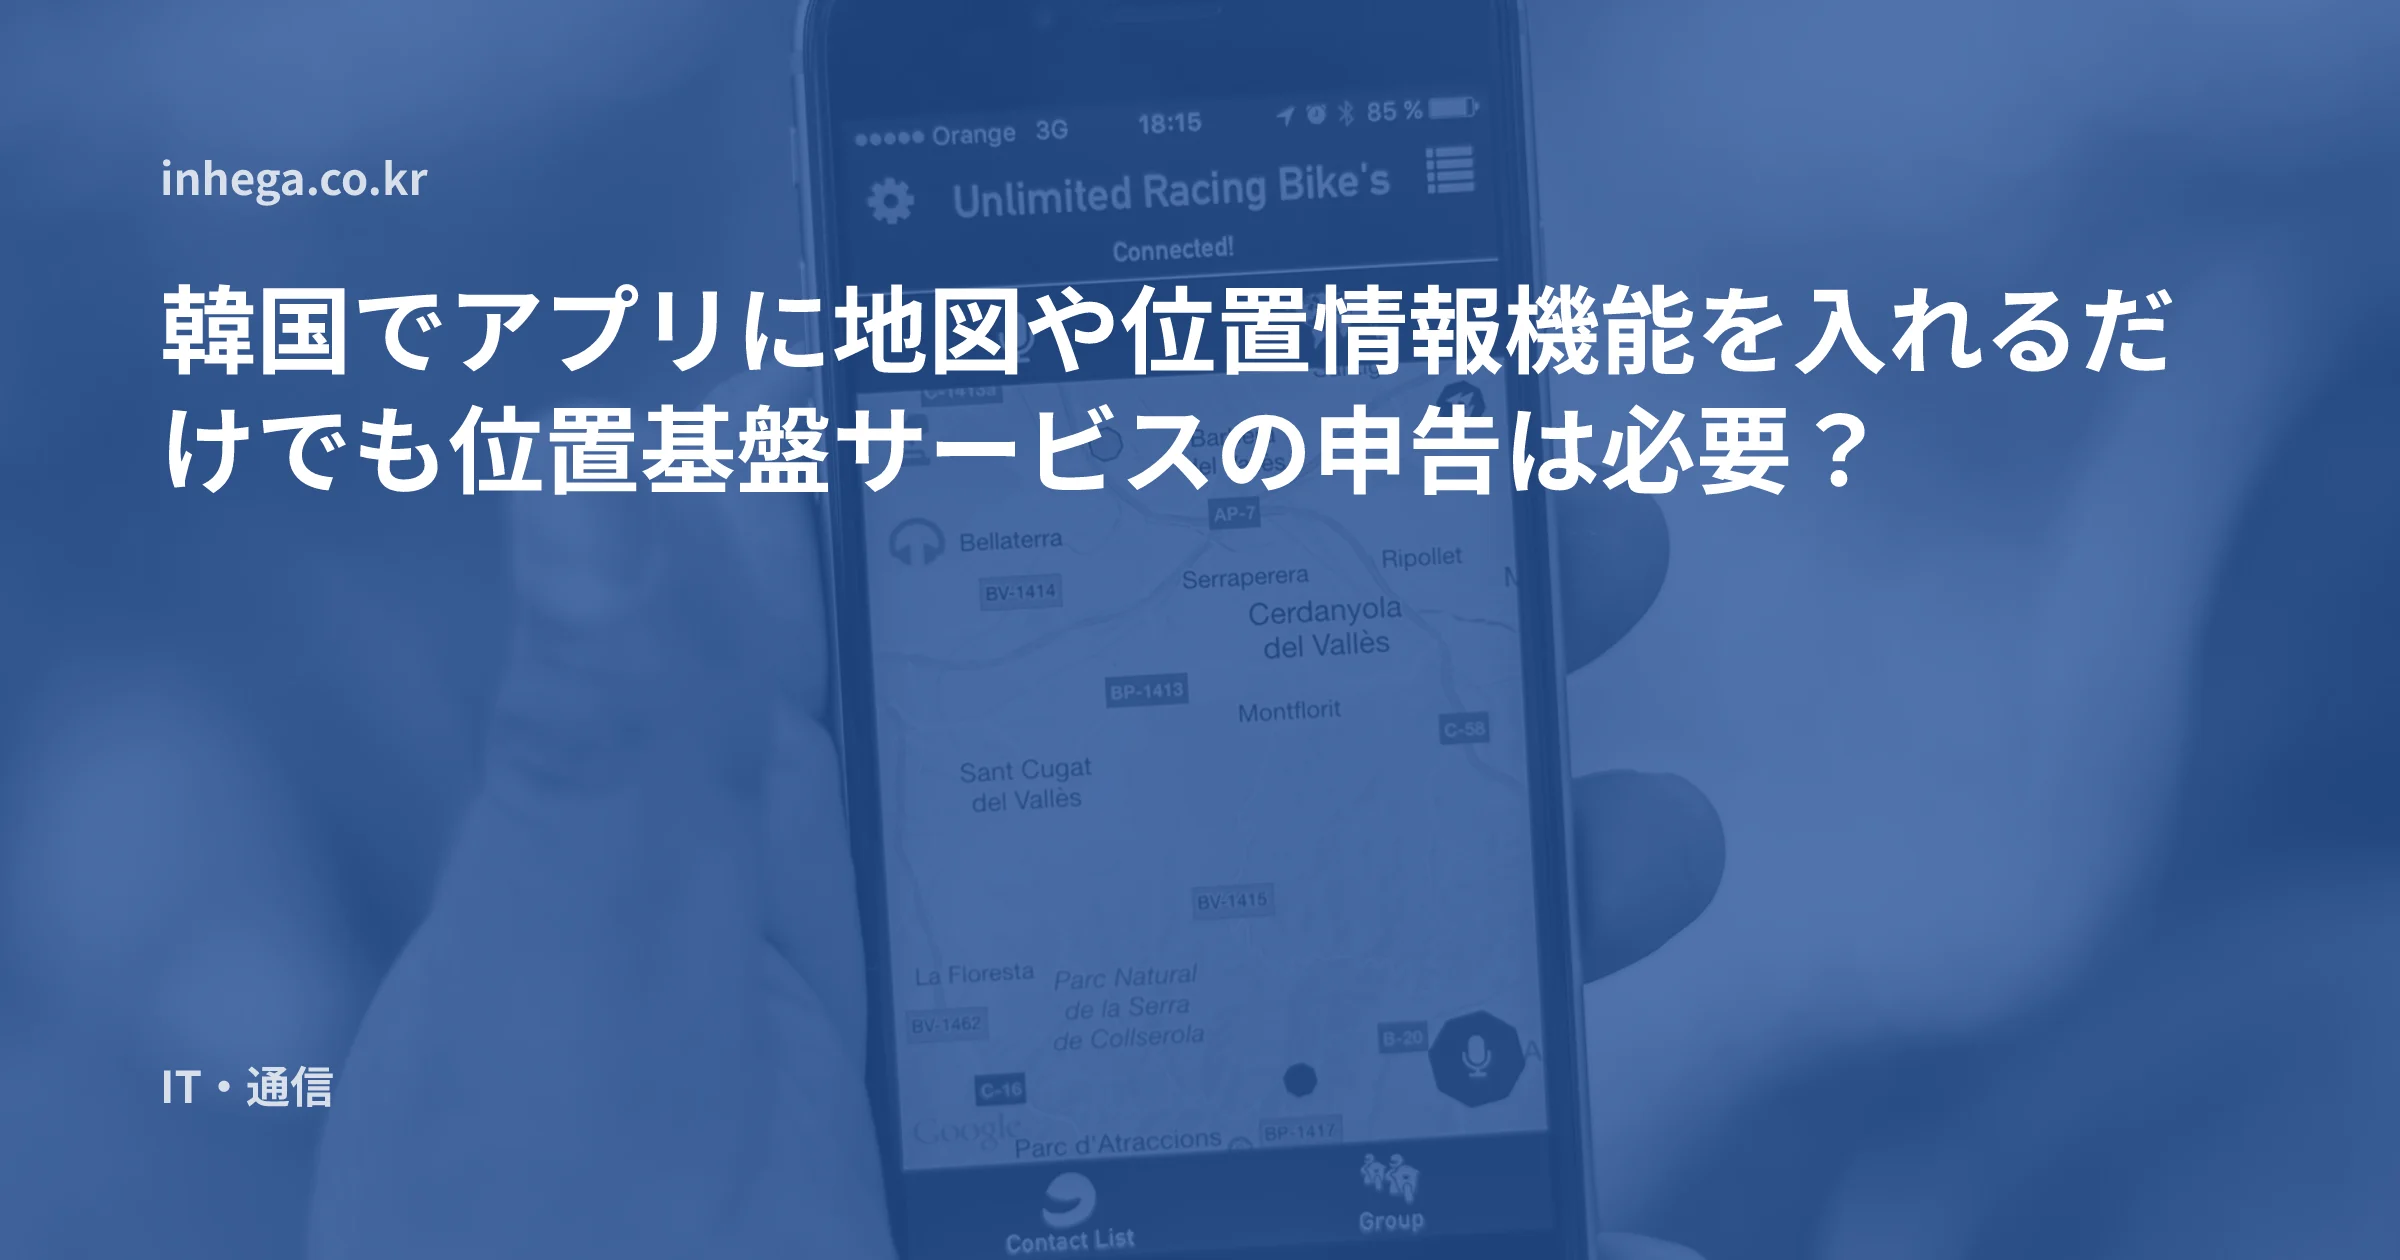 Orange 3G 18:15 85 %
inhega.co.kr
Unlimited Racing Bike's
Connected!
韓国でアプリに地図や位置情報機能を入れるだ
けでも位置基盤サービスの申告は必要？
C-1413a
AP-7
Bellaterra
Ripollet
Serraperera
BV-1414
Cerdanyola
del Vallès
BP-1413
Montflorit
C-58
Sant Cugat
del Vallès
BV-1415
La Floresta
Parc Natural
de la Serra
de Collserola
BV-1462
B-20
IT・通信
C-16
Google
Parc d'Atraccions
BP-1417
Contact List
Group